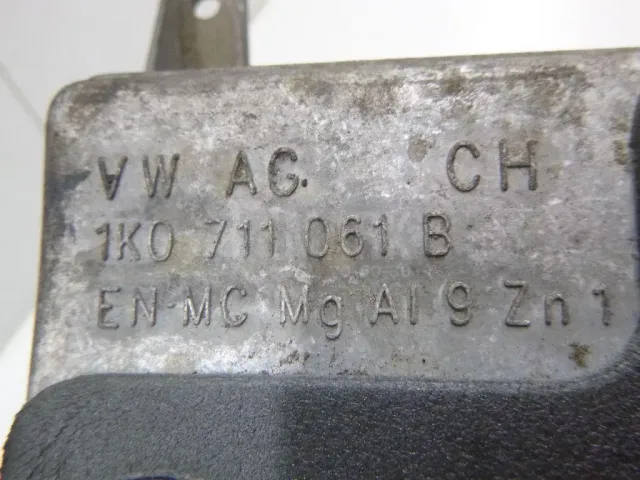 VW AG. CH
1K0 711 061 B
EN-MC Mg Al 9 Zn 1